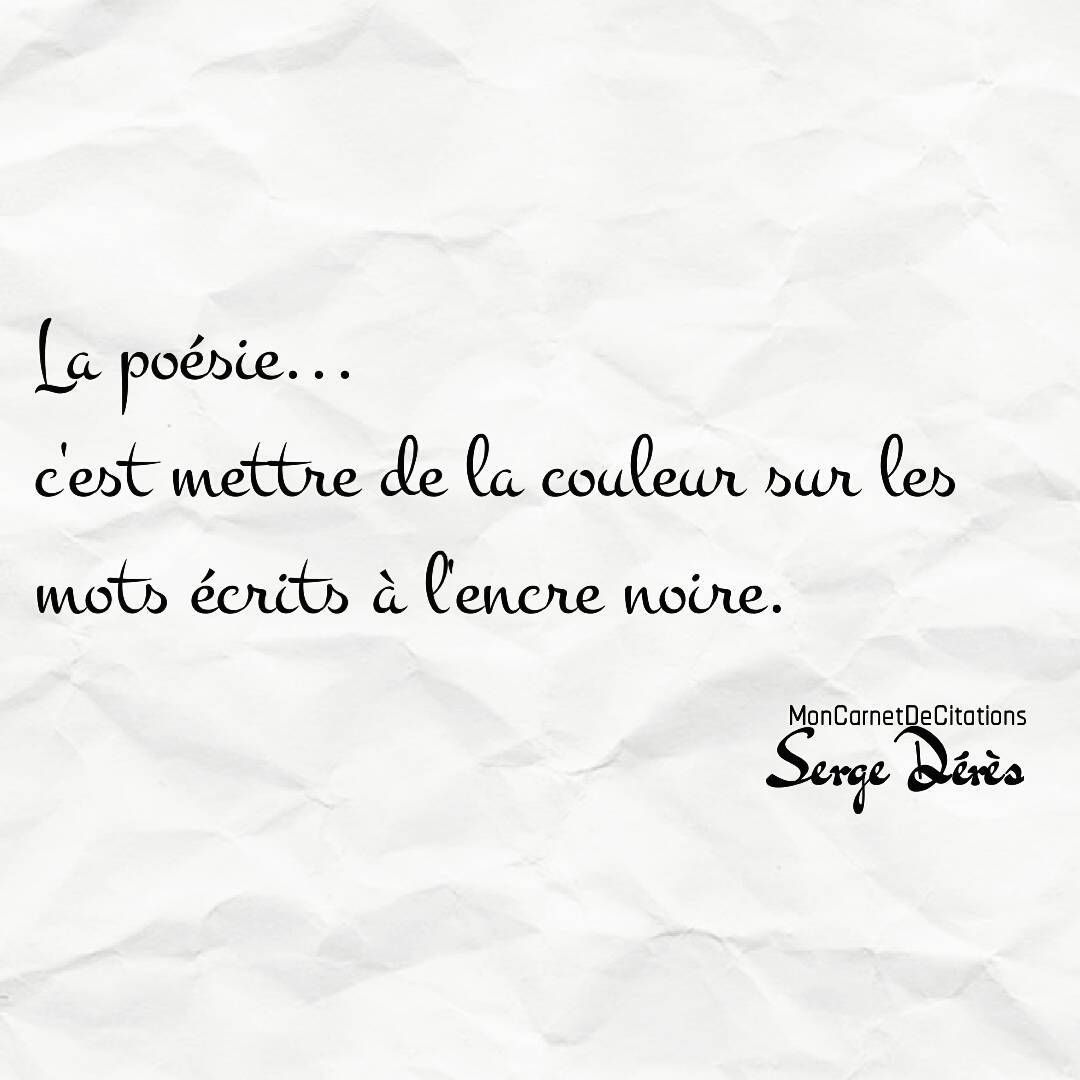 La poésie...
c'est mettre de la couleur sur les
mots écrits à l'encre noire.
MonCarnetDeCitations
Serge Dérès